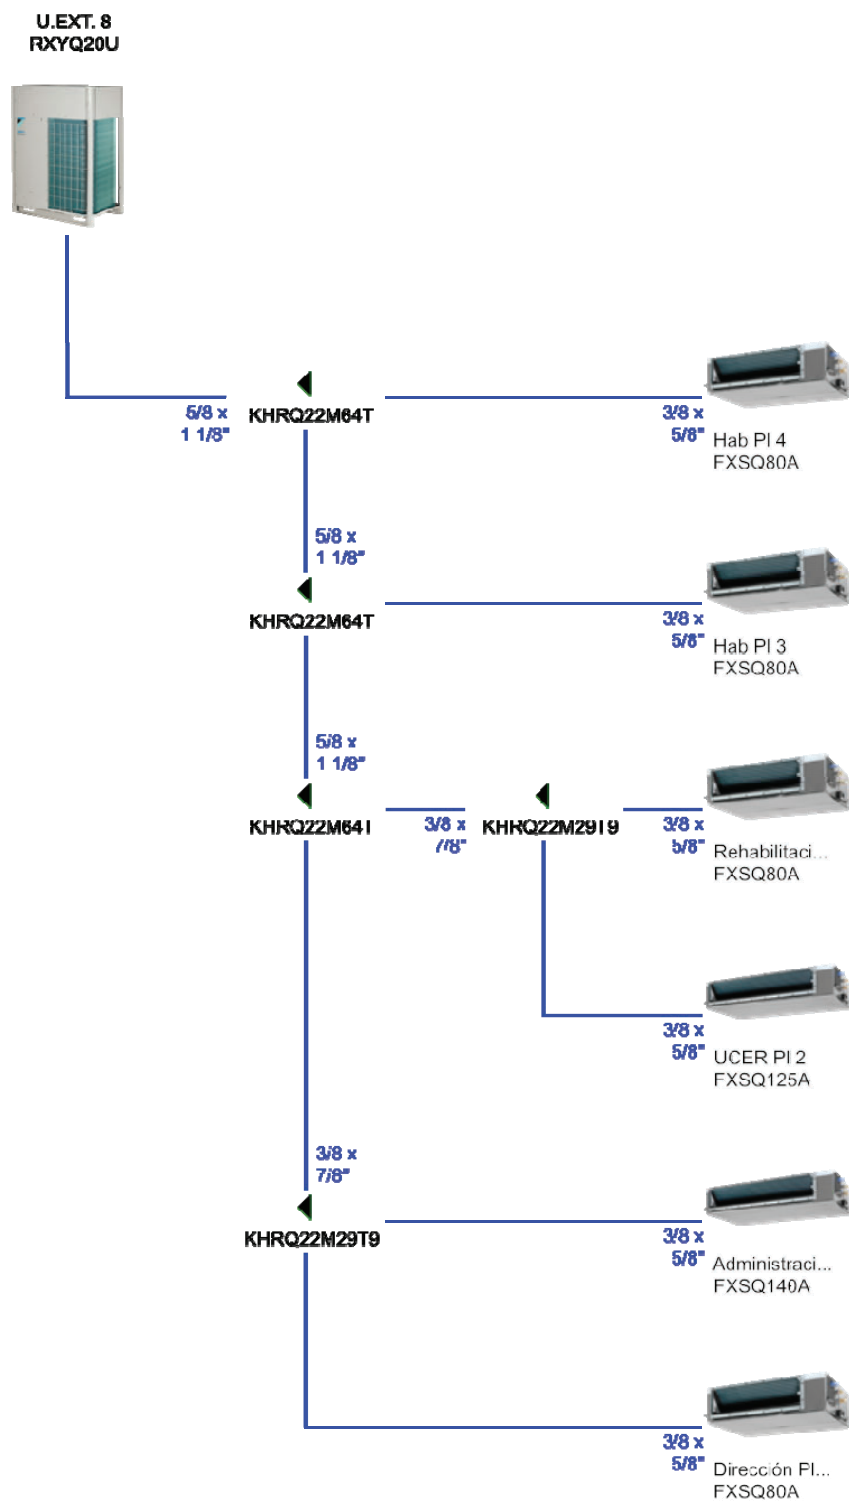 U.EXT. 8
RXYQ20U
5/8 x
1 1/8"
KHRQ22M64T
3/8 x
5/8"
Hab Pl 4
FXSQ80A
5/8 x
1 1/8"
KHRQ22M64T
3/8 x
5/8"
Hab Pl 3
FXSQ80A
5/8 x
1 1/8"
KHRQ22M64T
3/8 x
7/8"
KHRQ22M29T9
3/8 x
5/8"
Rehabilitaci...
FXSQ80A
3/8 x
5/8"
UCER Pl 2
FXSQ125A
3/8 x
7/8"
KHRQ22M29T9
3/8 x
5/8"
Administraci...
FXSQ140A
3/8 x
5/8"
Dirección Pl...
FXSQ80A